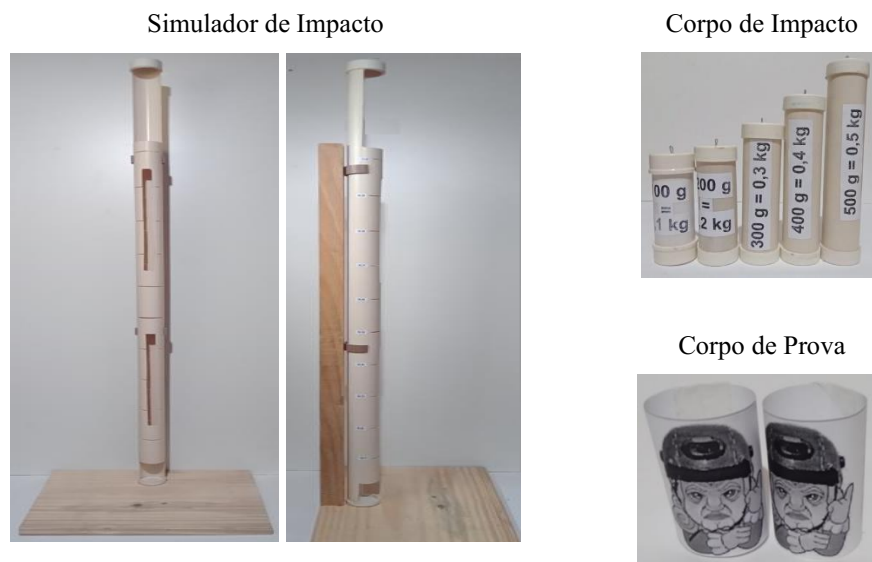 Simulador de Impacto
Corpo de Impacto
00 g
=
1 kg
200 g
=
2 kg
300 g = 0,3 kg
400 g = 0,4 kg
500 g = 0,5 kg
Corpo de Prova